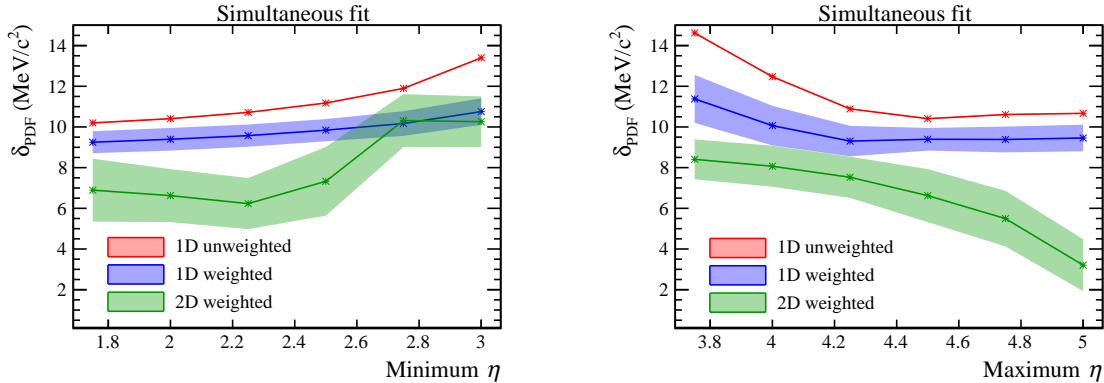 Simultaneous fit
δPDF (MeV/c²)
14
12
10
8
6
4
2
1D unweighted
1D weighted
2D weighted
1.8 2 2.2 2.4 2.6 2.8 3
Minimum η
Simultaneous fit
δPDF (MeV/c²)
14
12
10
8
6
4
2
1D unweighted
1D weighted
2D weighted
3.8 4 4.2 4.4 4.6 4.8 5
Maximum η